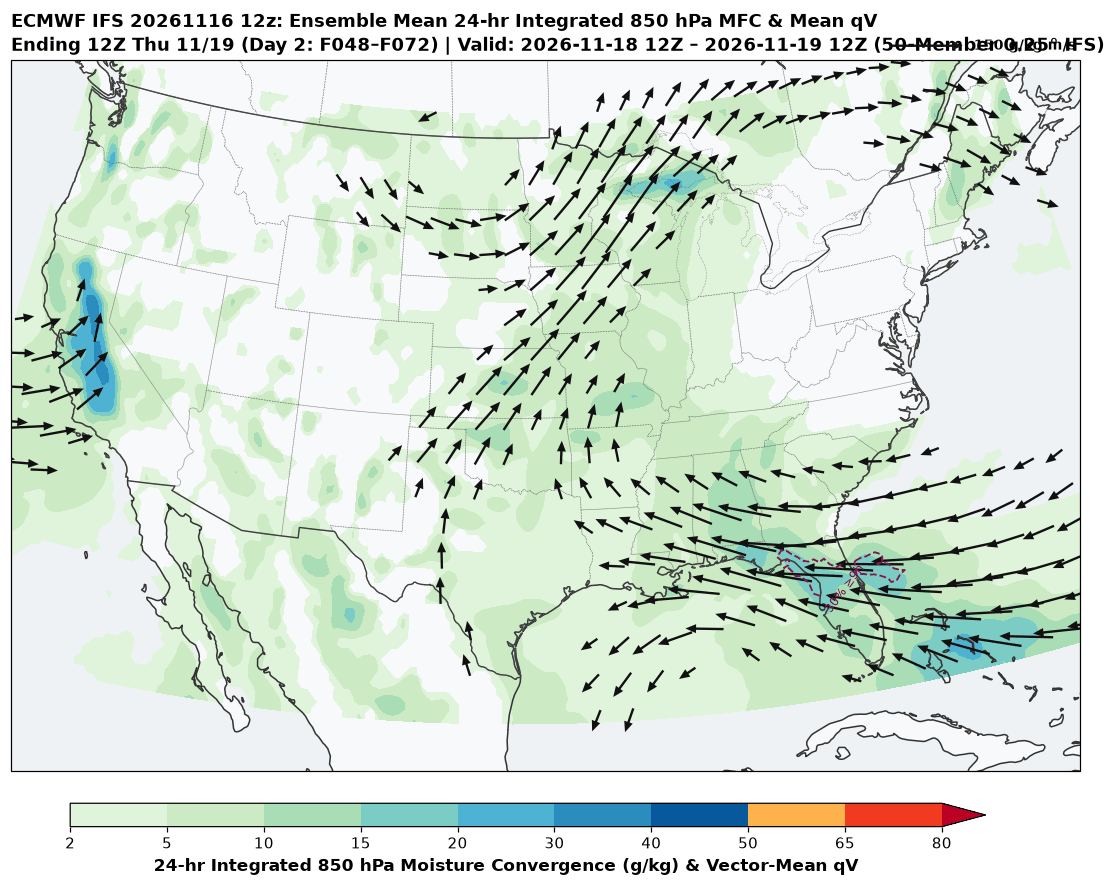 ECMWF IFS 20261116 12z: Ensemble Mean 24-hr Integrated 850 hPa MFC & Mean qV
Ending 12Z Thu 11/19 (Day 2: F048–F072) | Valid: 2026-11-18 12Z – 2026-11-19 12Z (50-Member 0.25° IFS)
2 5 10 15 20 30 40 50 65 80
24-hr Integrated 850 hPa Moisture Convergence (g/kg) & Vector-Mean qV